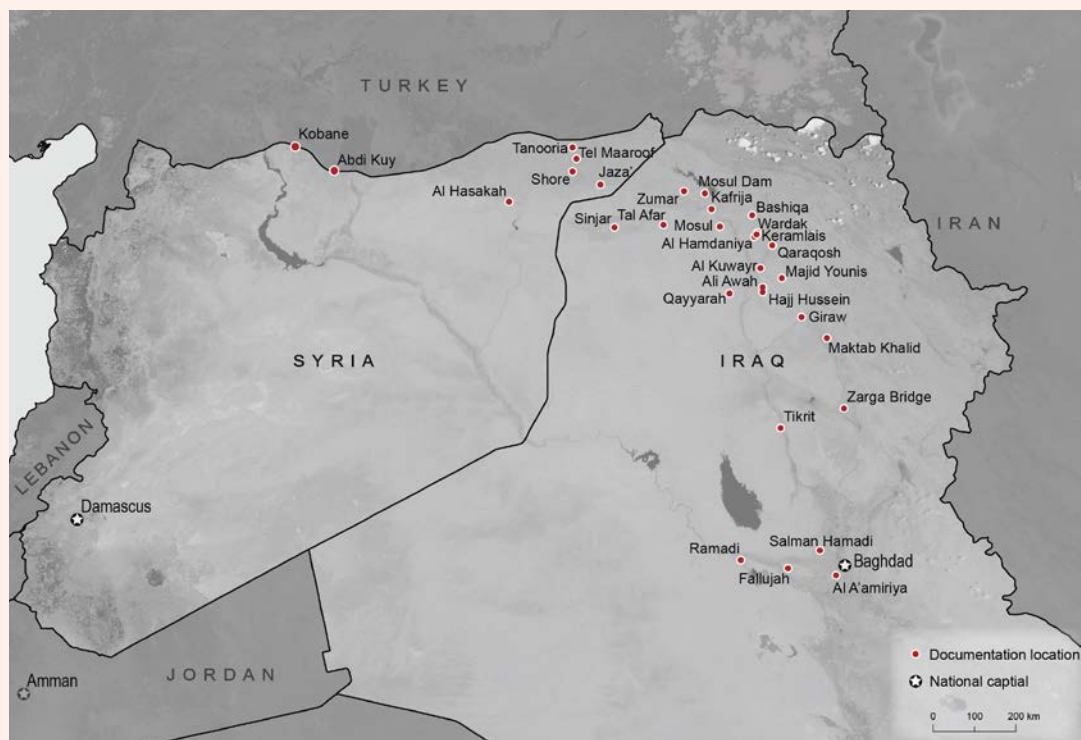 TURKEY
Kobane
Abdi Kuy
Tanooria
Tel Maaroof
Shore
Jaza'
Al Hasakah
Mosul Dam
Zumar
Kafrija
Bashiqa
Sinjar
Tal Afar
Mosul
Wardak
Keramlais
Al Hamdaniya
Qaraqosh
IRAN
Al Kuwayr
Majid Younis
Ali Awah
Hajj Hussein
Qayyarah
Giraw
Maktab Khalid
SYRIA
IRAQ
Zarga Bridge
Tikrit
LEBANON
Damascus
Salman Hamadi
Ramadi
Baghdad
Fallujah
Al A'amiriya
JORDAN
Amman
Documentation location
National captial
0 100 200 km